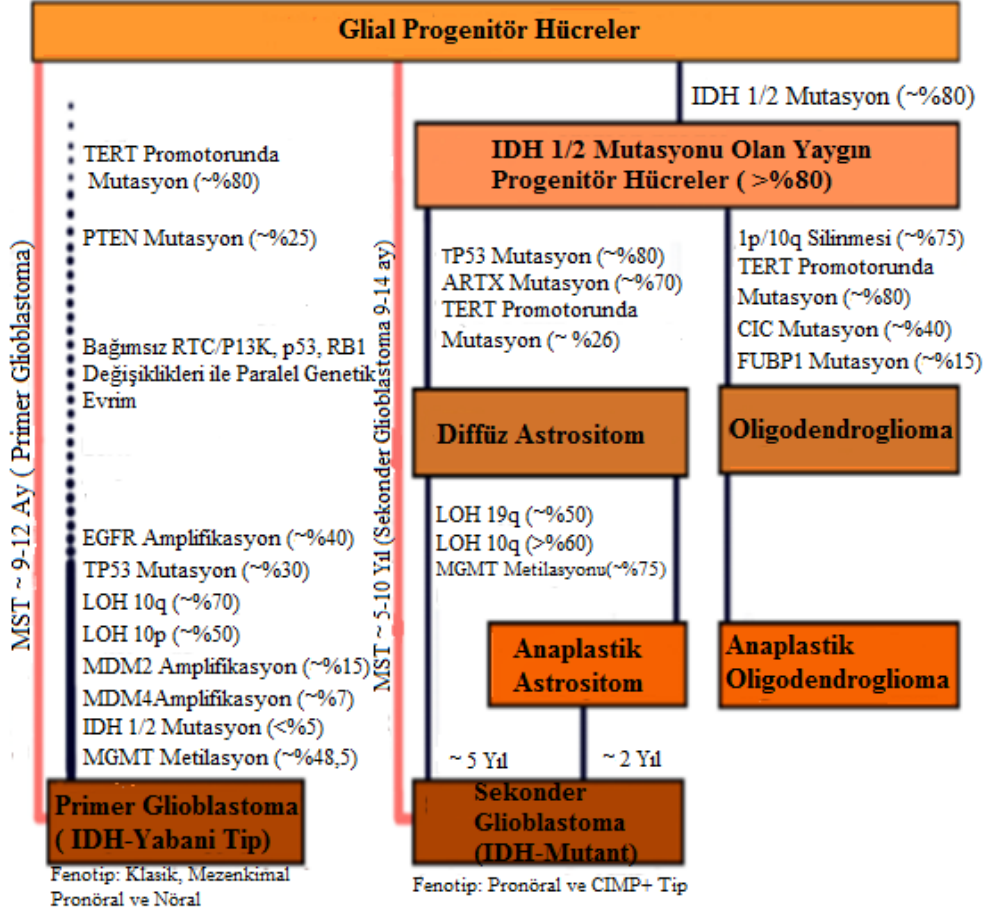 Glial Progenitör Hücreler
IDH 1/2 Mutasyon (~%80)
IDH 1/2 Mutasyonu Olan Yaygın
Progenitör Hücreler ( >%80)
MST ~ 9-12 Ay ( Primer Glioblastoma)
TERT Promotorunda
Mutasyon (~%80)
PTEN Mutasyon (~%25)
Bağımsız RTC/P13K, p53, RB1
Değişiklikleri ile Paralel Genetik
Evrim
EGFR Amplifikasyon (~%40)
TP53 Mutasyon (~%30)
LOH 10q (~%70)
LOH 10p (~%50)
MDM2 Amplifikasyon (~%15)
MDM4Amplifikasyon (~%7)
IDH 1/2 Mutasyon (<%5)
MGMT Metilasyon (~%48,5)
Primer Glioblastoma
( IDH-Yabani Tip)
Fenotip: Klasik, Mezenkimal
Pronöral ve Nöral
MST ~ 5-10 Yıl (Sekonder Glioblastoma 9-14 ay)
TP53 Mutasyon (~%80)
ARTX Mutasyon (~%70)
TERT Promotorunda
Mutasyon (~ %26)
Diffüz Astrositom
LOH 19q (~%50)
LOH 10q (>%60)
MGMT Metilasyonu(~%75)
Anaplastik
Astrositom
~ 5 Yıl
~ 2 Yıl
Sekonder
Glioblastoma
(IDH-Mutant)
Fenotip: Pronöral ve CIMP+ Tip
1p/10q Silinmesi (~%75)
TERT Promotorunda
Mutasyon (~%80)
CIC Mutasyon (~%40)
FUBP1 Mutasyon (~%15)
Oligodendroglioma
Anaplastik
Oligodendroglioma